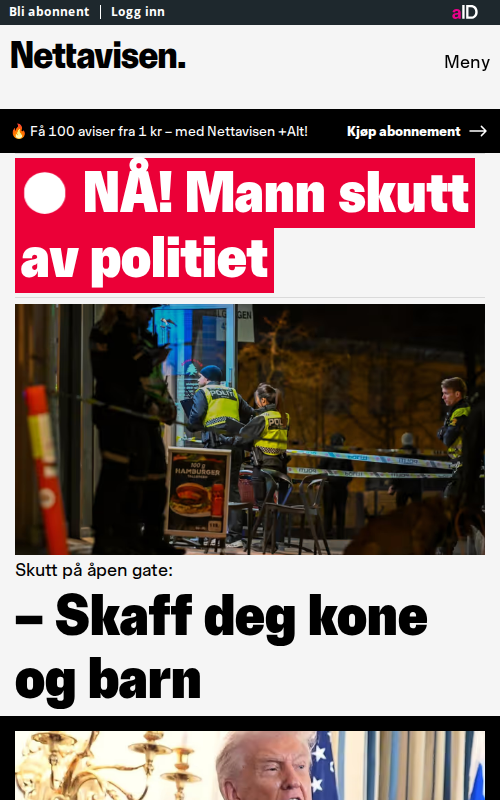 Bli abonnent
Logg inn
aID
Nettavisen.
Meny
🔥 Få 100 aviser fra 1 kr – med Nettavisen +Alt!
Kjøp abonnement →
NÅ! Mann skutt
av politiet
POLITI
POL
HAMBURGER
Skutt på åpen gate:
– Skaff deg kone
og barn